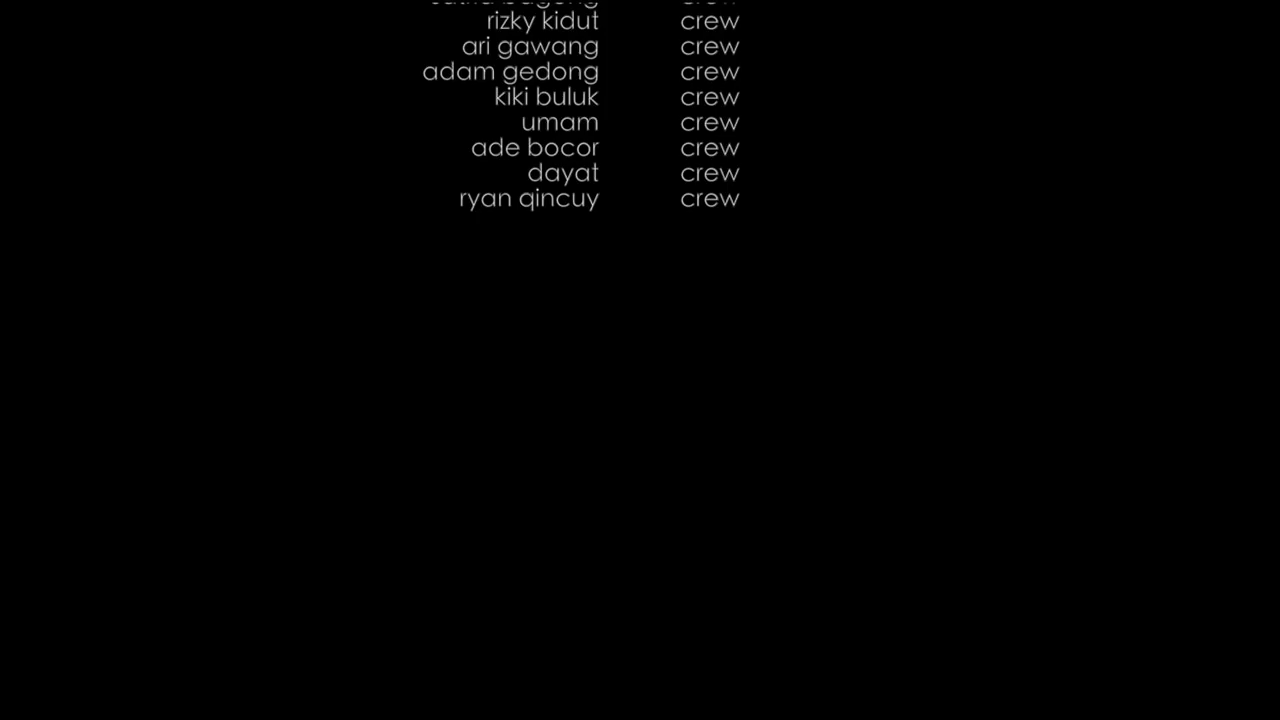 rizky kidut crew
ari gawang crew
adam gedong crew
kiki buluk crew
umam crew
ade bocor crew
dayat crew
ryan qincuy crew